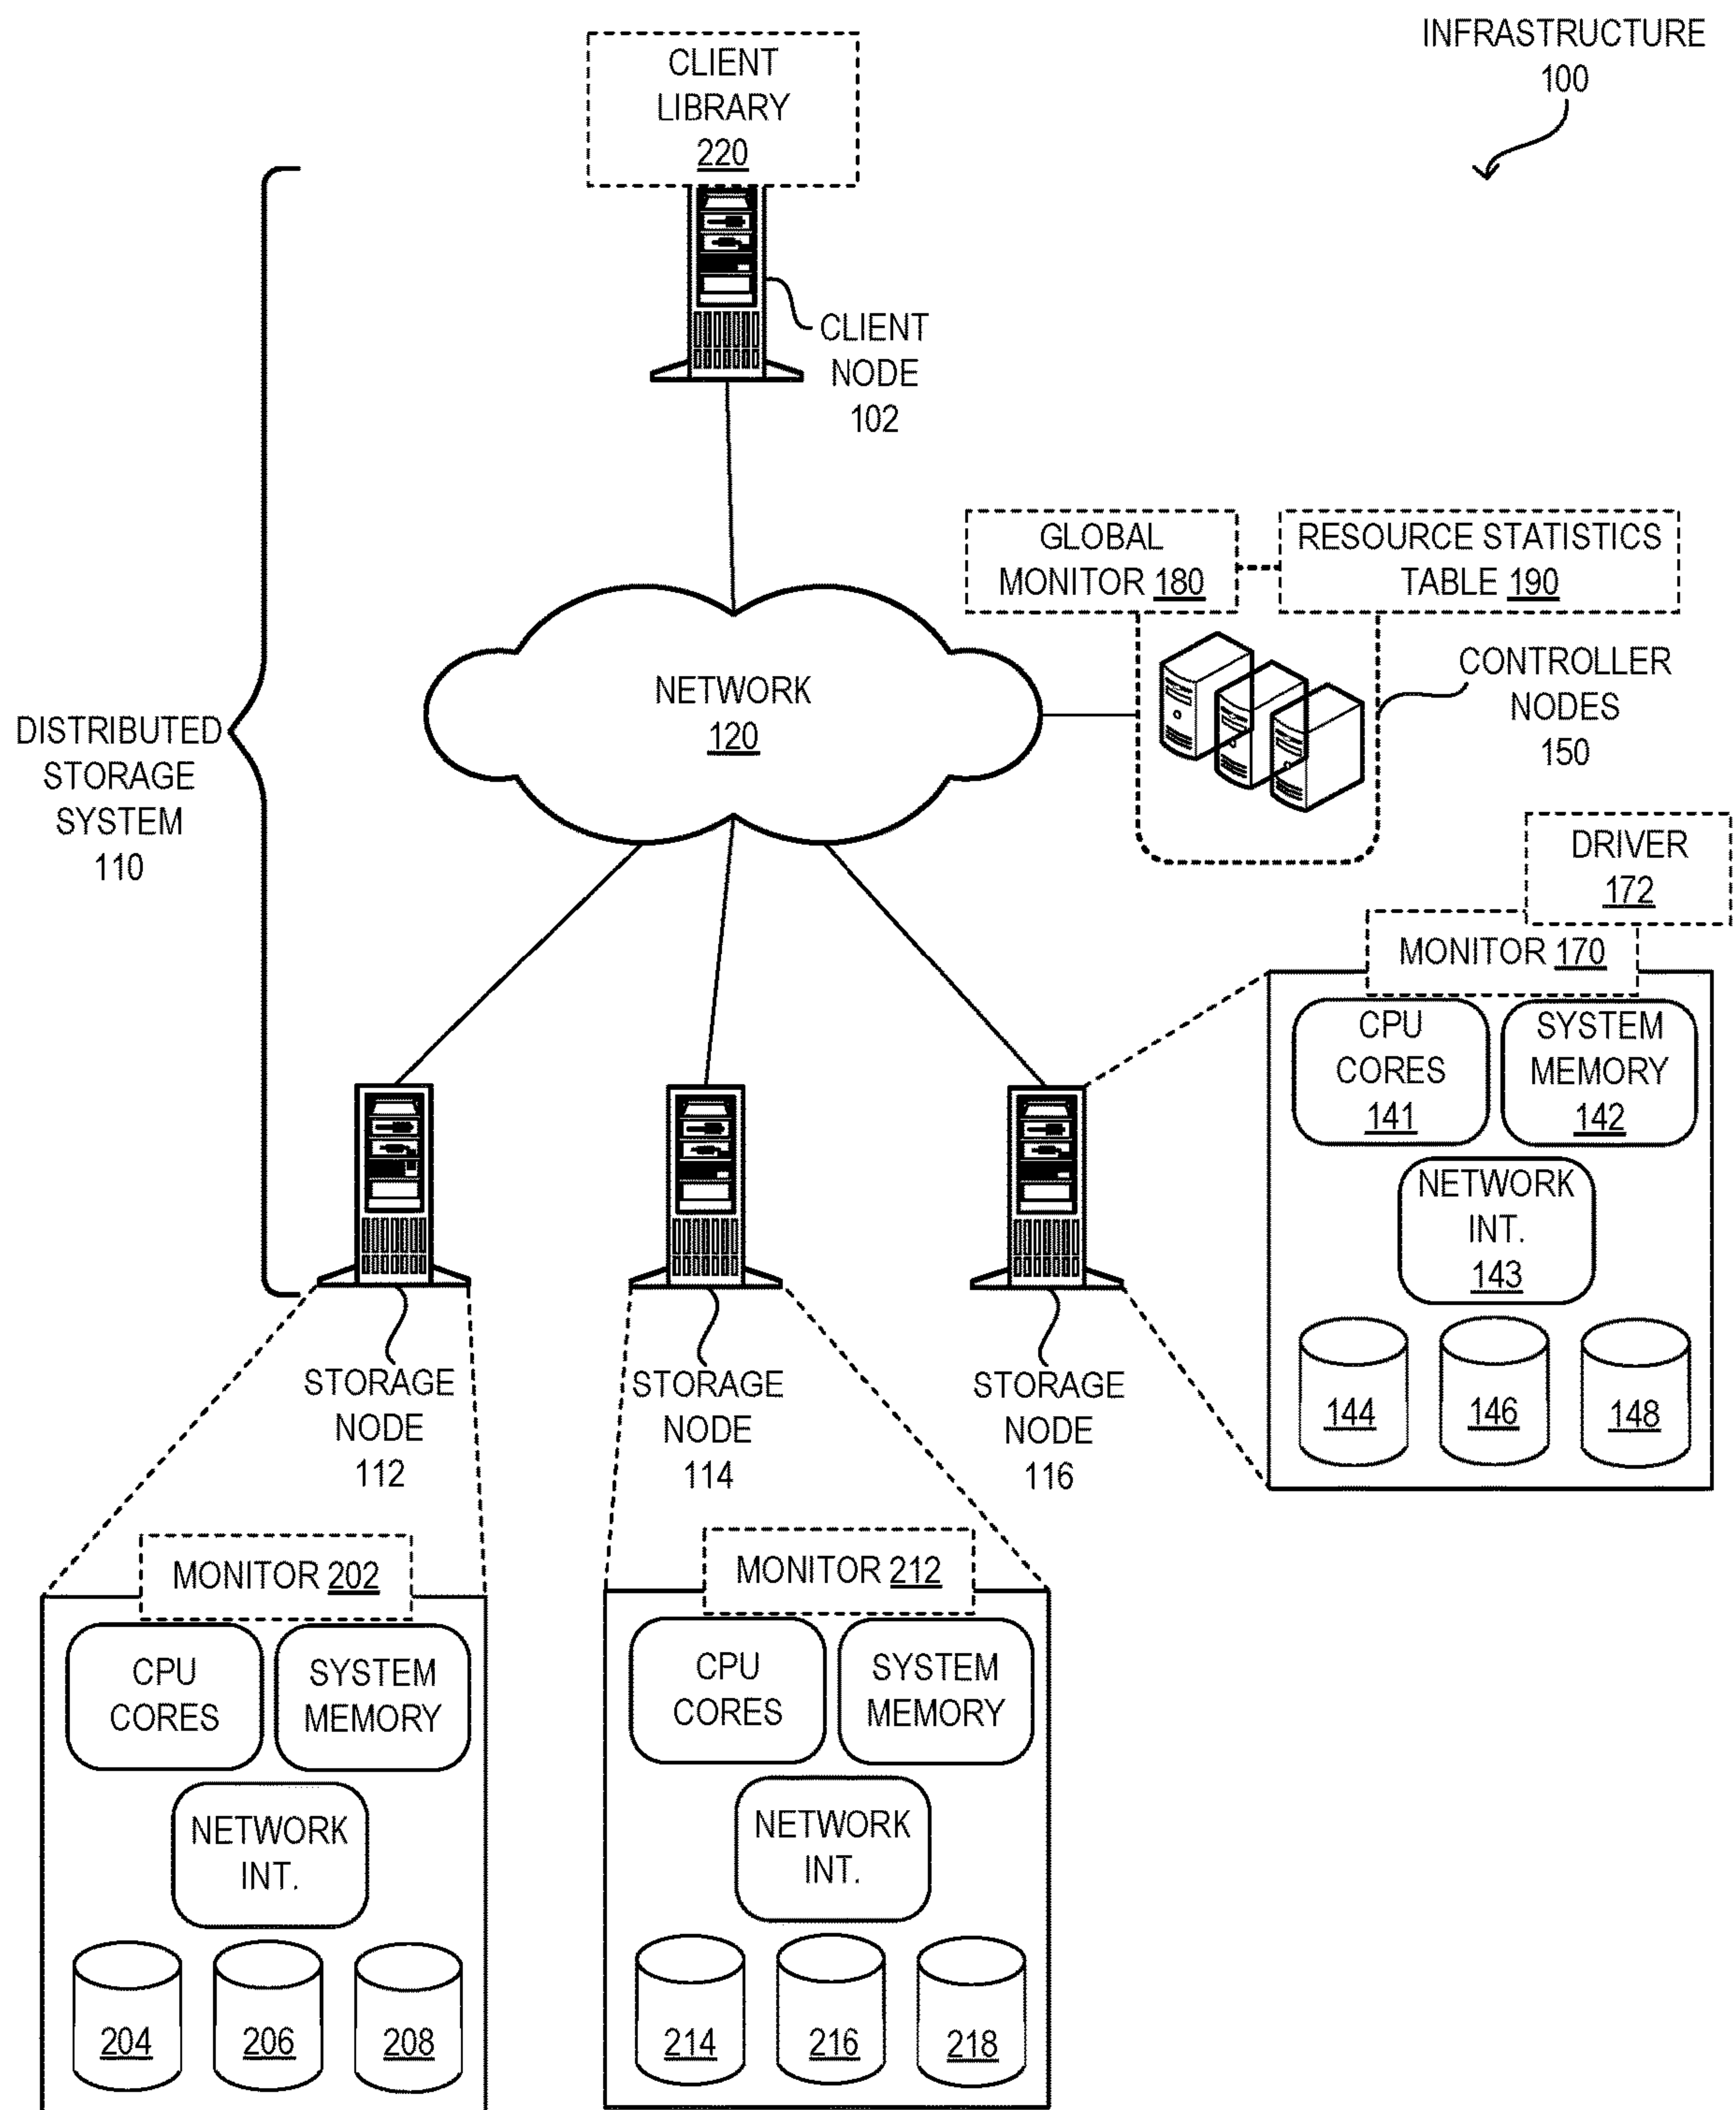 INFRASTRUCTURE
100
CLIENT
LIBRARY
220
CLIENT
NODE
102
GLOBAL
MONITOR 180
RESOURCE STATISTICS
TABLE 190
NETWORK
120
CONTROLLER
NODES
150
DISTRIBUTED
STORAGE
SYSTEM
110
DRIVER
172
MONITOR 170
CPU
CORES
141
SYSTEM
MEMORY
142
NETWORK
INT.
143
144
146
148
STORAGE
NODE
112
STORAGE
NODE
114
STORAGE
NODE
116
MONITOR 202
CPU
CORES
SYSTEM
MEMORY
NETWORK
INT.
204
206
208
MONITOR 212
CPU
CORES
SYSTEM
MEMORY
NETWORK
INT.
214
216
218